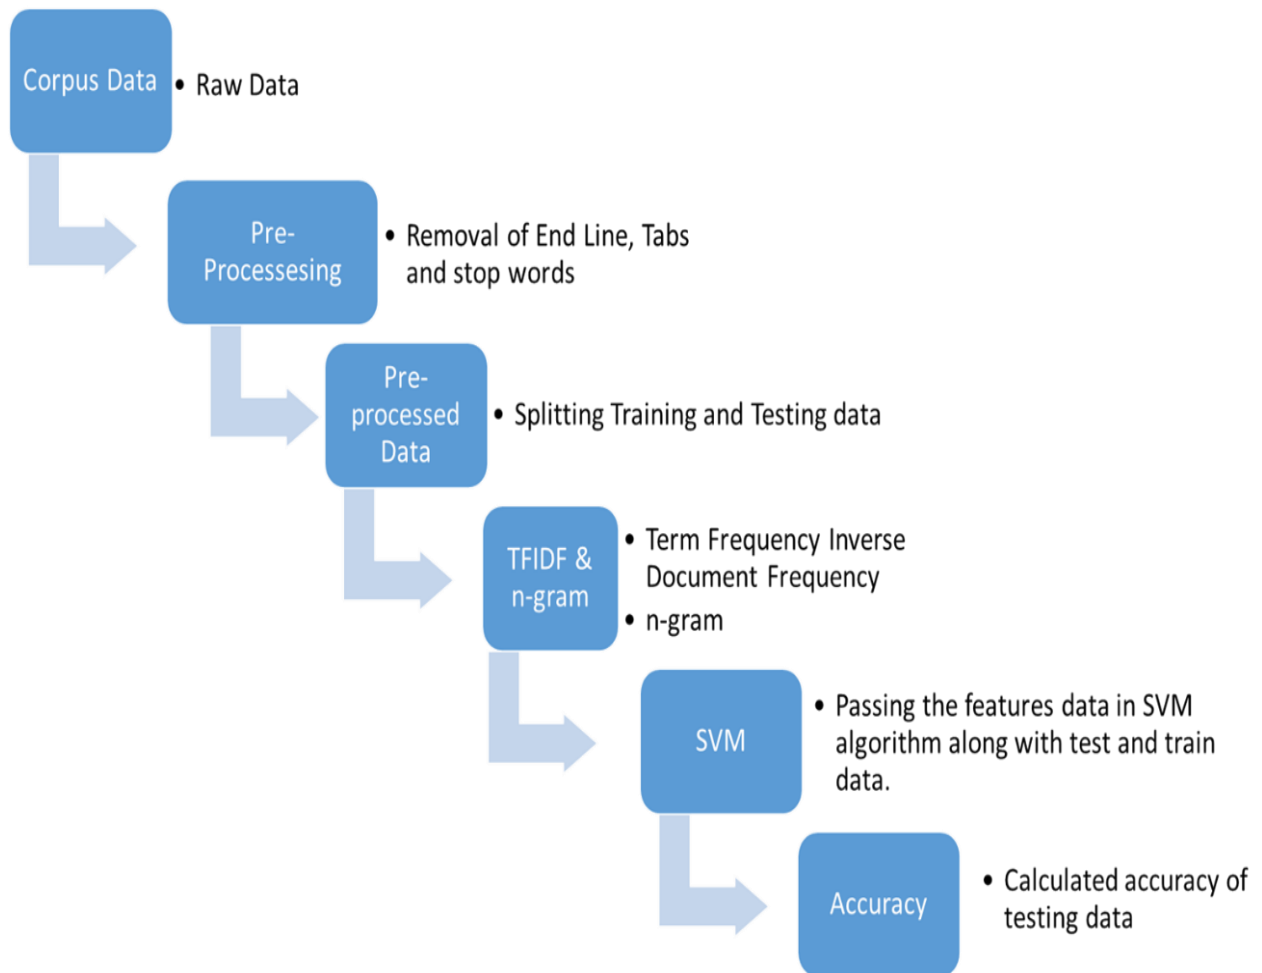 Corpus Data
• Raw Data
Pre-
Processesing
• Removal of End Line, Tabs
and stop words
Pre-
processed
Data
• Splitting Training and Testing data
TFIDF &
n-gram
• Term Frequency Inverse
Document Frequency
• n-gram
SVM
• Passing the features data in SVM
algorithm along with test and train
data.
Accuracy
• Calculated accuracy of
testing data